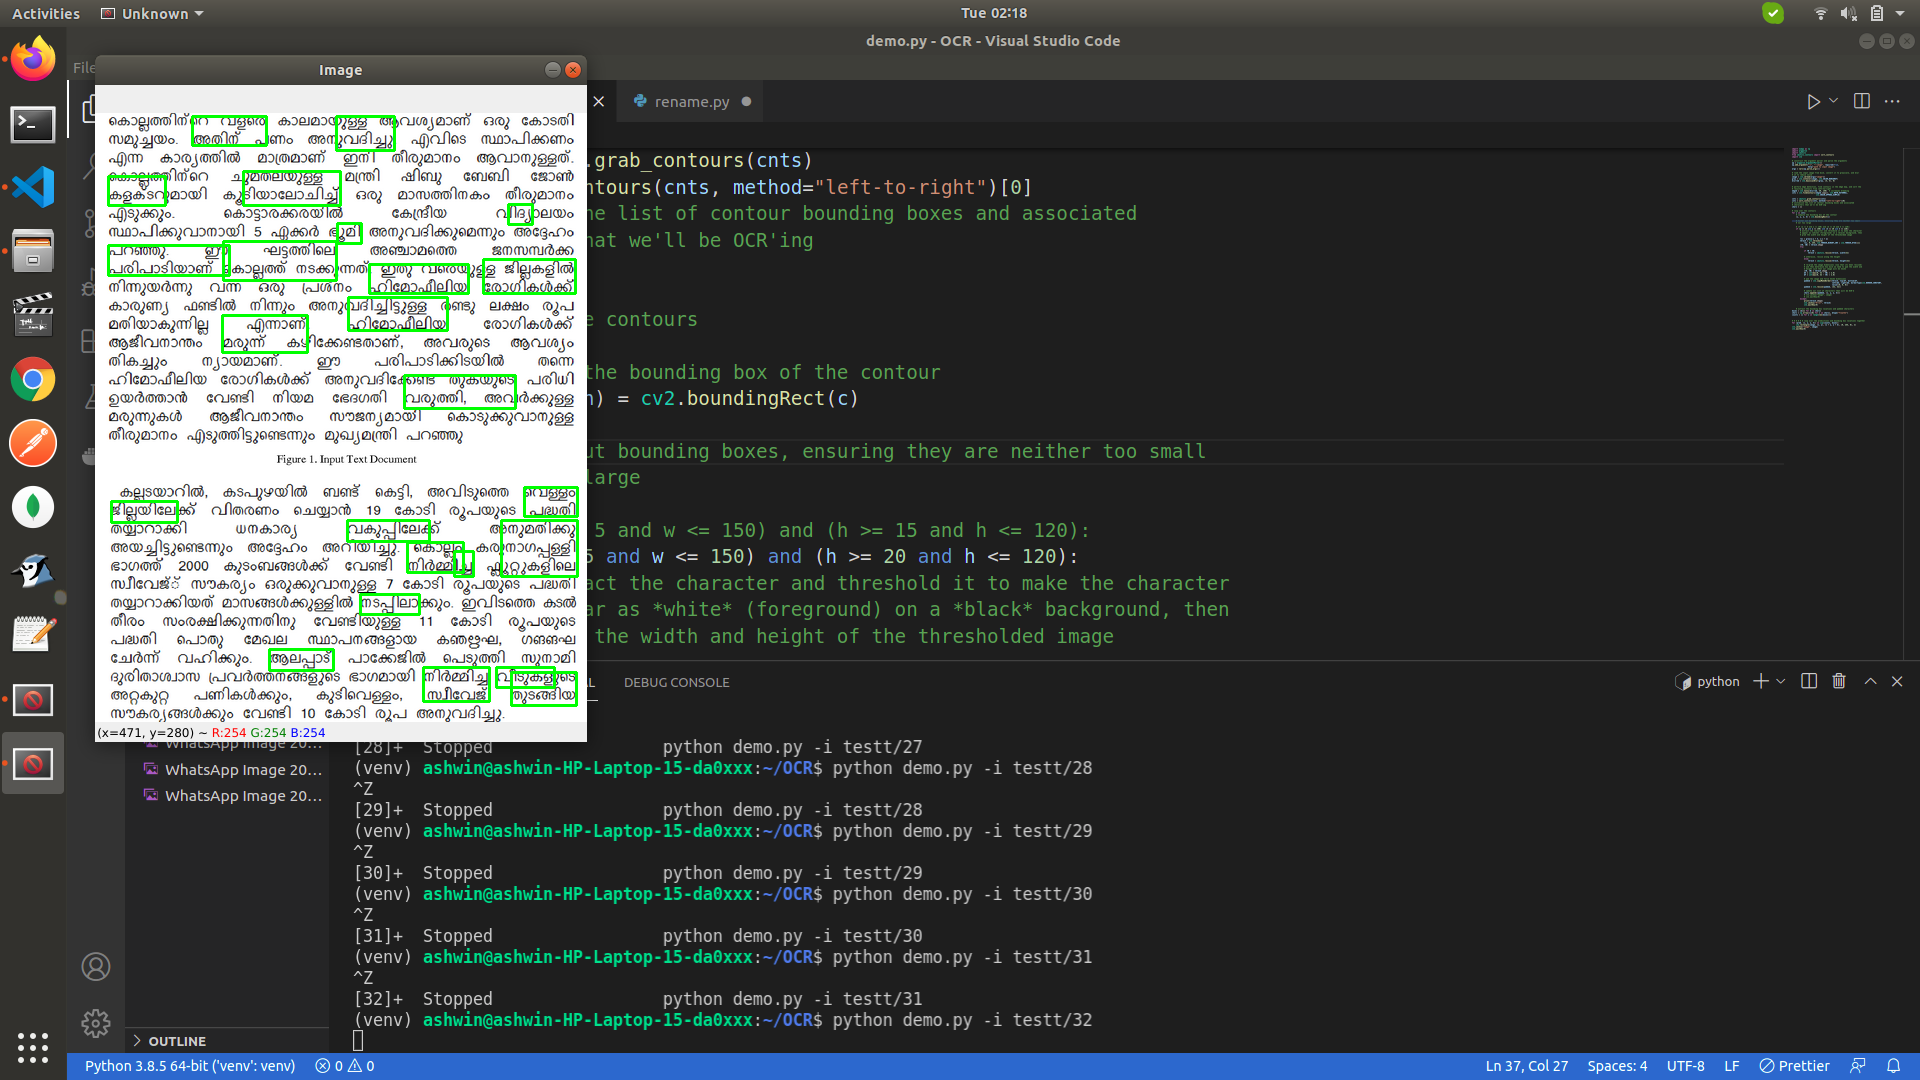 Activities
Unknown
Tue 02:18
demo.py - OCR - Visual Studio Code
File
Image
rename.py
കൊല്ലത്തിന്റെ വളരെ കാലമായുള്ള ആവശ്യമാണ് ഒരു കോടതി
സമുച്ചയം. അതിന് പണം അനുവദിച്ചു എവിടെ സ്ഥാപിക്കണം
എന്ന കാര്യത്തിൽ മാത്രമാണ് ഇനി തീരുമാനം ആവാനുള്ളത്.
കൊല്ലത്തിന്റെ ചുമതലയുള്ള മന്ത്രി ഷിബു ബേബി ജോൺ
കളക്ടറുമായി കൂടിയാലോചിച്ച് ഒരു മാസത്തിനകം തീരുമാനം
എടുക്കും. കൊട്ടാരക്കരയിൽ കേന്ദ്രീയ വിദ്യാലയം
സ്ഥാപിക്കുവാനായി 5 എക്കർ ഭൂമി അനുവദിക്കുമെന്നും അദ്ദേഹം
പറഞ്ഞു. ഈ ഘട്ടത്തിലെ അഞ്ചാമത്തെ ജനസമ്പർക്ക
പരിപാടിയാണ് കൊല്ലത്ത് നടക്കുന്നത് ഇതു വരെയുള്ള ജില്ലകളിൽ
നിന്നുയർന്നു വന്ന ഒരു പ്രശ്നം ഹിമോഫീലിയ രോഗികൾക്ക്
കാരുണ്യ ഫണ്ടിൽ നിന്നും അനുവദിച്ചിട്ടുള്ള രണ്ടു ലക്ഷം രൂപ
മതിയാകുന്നില്ല എന്നാണ് ഹിമോഫീലിയ രോഗികൾക്ക്
ആജീവനാന്തം മരുന്ന് കഴിക്കേണ്ടതാണ്, അവരുടെ ആവശ്യം
തികച്ചും ന്യായമാണ്. ഈ പരിപാടിക്കിടയിൽ തന്നെ
ഹിമോഫീലിയ രോഗികൾക്ക് അനുവദിക്കേണ്ട തുകയുടെ പരിധി
ഉയർത്താൻ വേണ്ടി നിയമ ഭേദഗതി വരുത്തി, അവർക്കുള്ള
മരുന്നുകൾ ആജീവനാന്തം സൗജന്യമായി കൊടുക്കുവാനുള്ള
തീരുമാനം എടുത്തിട്ടുണ്ടെന്നും മുഖ്യമന്ത്രി പറഞ്ഞു
Figure 1. Input Text Document
കല്ലടയാറിൽ, കടപുഴയിൽ ബണ്ട് കെട്ടി, അവിടുത്തെ വെള്ളം
ജില്ലയിലേക്ക് വിതരണം ചെയ്യാൻ 19 കോടി രൂപയുടെ പദ്ധതി
തയ്യാറാക്കി ധനകാര്യ വകുപ്പിലേക്ക് അനുമതിക്കു
അയച്ചിട്ടുണ്ടെന്നും അദ്ദേഹം അറിയിച്ചു. കൊല്ലം കരുനാഗപ്പള്ളി
ഭാഗത്ത് 2000 കുടംബങ്ങൾക്ക് വേണ്ടി നിർമ്മിച്ച ഫ്ലാറ്റുകളിലെ
സ്വീവേജ്് സൗകര്യം ഒരുക്കുവാനുള്ള 7 കോടി രൂപയുടെ പദ്ധതി
തയ്യാറാക്കിയത് മാസങ്ങൾക്കുള്ളിൽ നടപ്പിലാക്കും. ഇവിടത്തെ കടൽ
തീരം സംരക്ഷിക്കുന്നതിനു വേണ്ടിയുള്ള 11 കോടി രൂപയുടെ
പദ്ധതി പൊതു മേഖല സ്ഥാപനങ്ങളായ
ചേർന്ന് വഹിക്കും. ആലപ്പാട് പാക്കേജിൽ പെടുത്തി സുനാമി
ദുരിതാശ്വാസ പ്രവർത്തനങ്ങളുടെ ഭാഗമായി നിർമ്മിച്ച വീടുകളുടെ
അറ്റകുറ്റ പണികൾക്കും, കുടിവെള്ളം, സ്വീവേജ് തുടങ്ങിയ
സൗകര്യങ്ങൾക്കും വേണ്ടി 10 കോടി രൂപ അനുവദിച്ചു.
(x=471, y=280) ~ R:254 G:254 B:254
.grab_contours(cnts)
ntours(cnts, method="left-to-right")[0]
he list of contour bounding boxes and associated
hat we'll be OCR'ing
e contours
the bounding box of the contour
h) = cv2.boundingRect(c)
ut bounding boxes, ensuring they are neither too small
large
5 and w <= 150) and (h >= 15 and h <= 120):
5 and w <= 150) and (h >= 20 and h <= 120):
act the character and threshold it to make the character
ar as *white* (foreground) on a *black* background, then
the width and height of the thresholded image
L
DEBUG CONSOLE
python
WhatsApp Image 20...
WhatsApp Image 20...
WhatsApp Image 20...
OUTLINE
[28]+ Stopped python demo.py -i testt/27
(venv) ashwin@ashwin-HP-Laptop-15-da0xxx:~/OCR$ python demo.py -i testt/28
^Z
[29]+ Stopped python demo.py -i testt/28
(venv) ashwin@ashwin-HP-Laptop-15-da0xxx:~/OCR$ python demo.py -i testt/29
^Z
[30]+ Stopped python demo.py -i testt/29
(venv) ashwin@ashwin-HP-Laptop-15-da0xxx:~/OCR$ python demo.py -i testt/30
^Z
[31]+ Stopped python demo.py -i testt/30
(venv) ashwin@ashwin-HP-Laptop-15-da0xxx:~/OCR$ python demo.py -i testt/31
^Z
[32]+ Stopped python demo.py -i testt/31
(venv) ashwin@ashwin-HP-Laptop-15-da0xxx:~/OCR$ python demo.py -i testt/32
Python 3.8.5 64-bit ('venv': venv)
0
0
Ln 37, Col 27
Spaces: 4
UTF-8
LF
Prettier